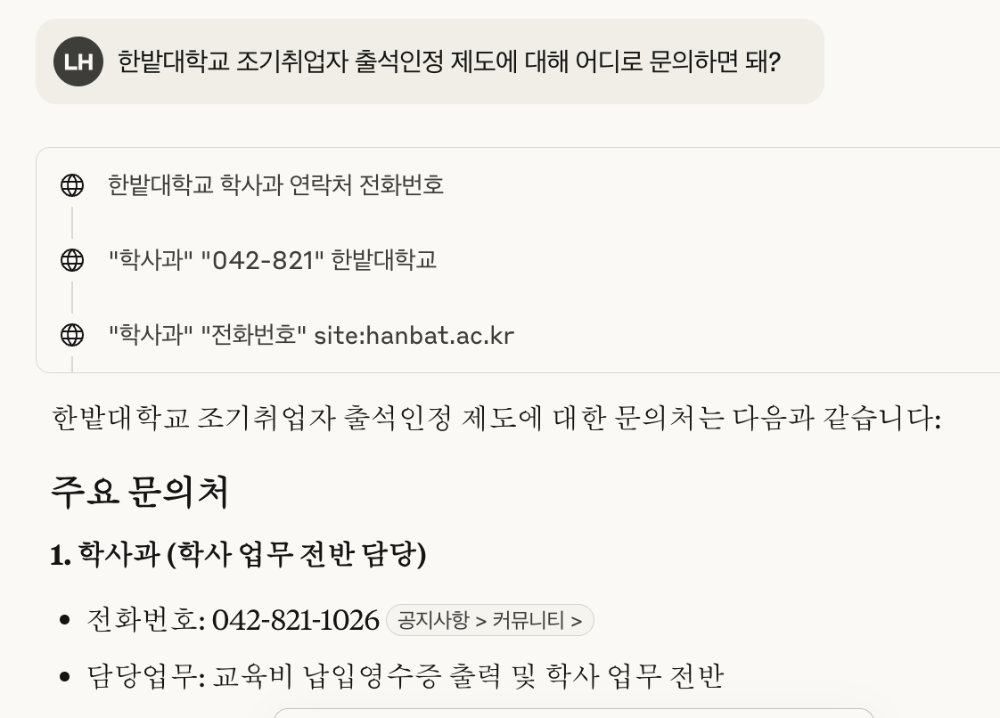 LH 한밭대학교 조기취업자 출석인정 제도에 대해 어디로 문의하면 돼?
한밭대학교 학사과 연락처 전화번호
"학사과" "042-821" 한밭대학교
"학사과" "전화번호" site:hanbat.ac.kr
한밭대학교 조기취업자 출석인정 제도에 대한 문의처는 다음과 같습니다:
주요 문의처
1. 학사과 (학사 업무 전반 담당)
• 전화번호: 042-821-1026 공지사항 > 커뮤니티 >
• 담당업무: 교육비 납입영수증 출력 및 학사 업무 전반